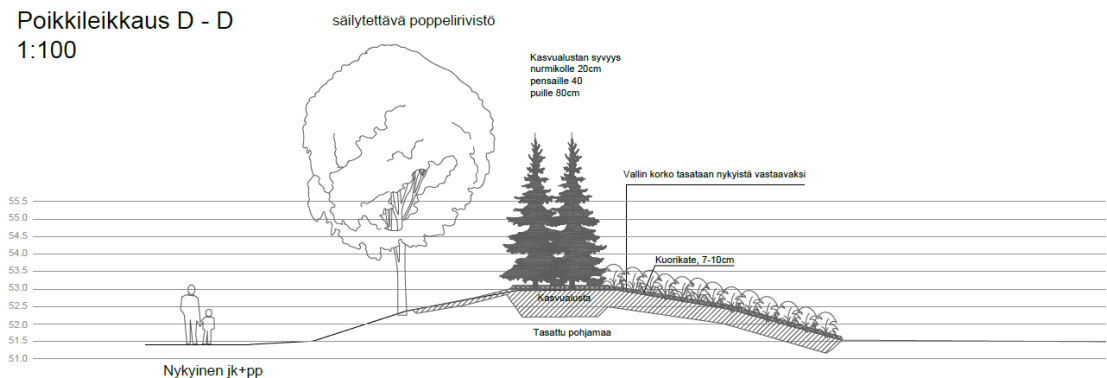 Poikkileikkaus D - D
1:100
säilytettävä poppelirivistö
Kasvualustan syvyys
nurmikolle 20cm
pensaille 40
puille 80cm
Vallin korko tasataan nykyistä vastaavaksi
55.5
55.0
54.5
54.0
53.5
53.0
52.5
52.0
51.5
51.0
Kuorikate, 7-10cm
Kasvualusta
Tasattu pohjamaa
Nykyinen jk+pp